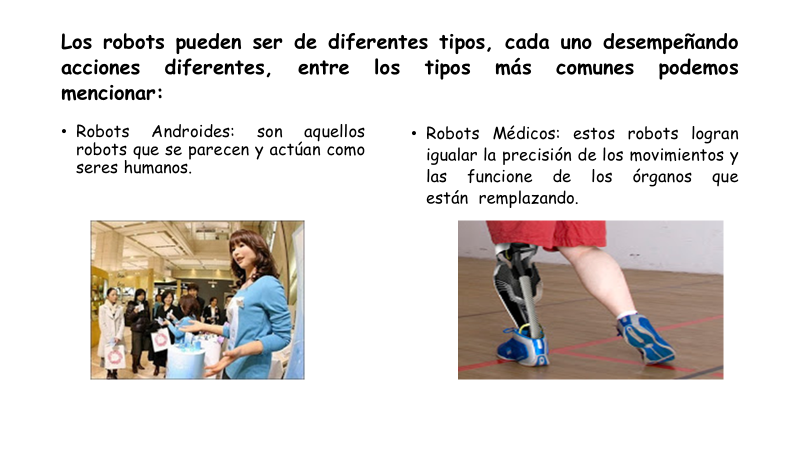 Los robots pueden ser de diferentes tipos, cada uno desempeñando
acciones diferentes, entre los tipos más comunes podemos
mencionar:
• Robots Androides: son aquellos
robots que se parecen y actúan como
seres humanos.
• Robots Médicos: estos robots logran
igualar la precisión de los movimientos y
las funcione de los órganos que
están remplazando.